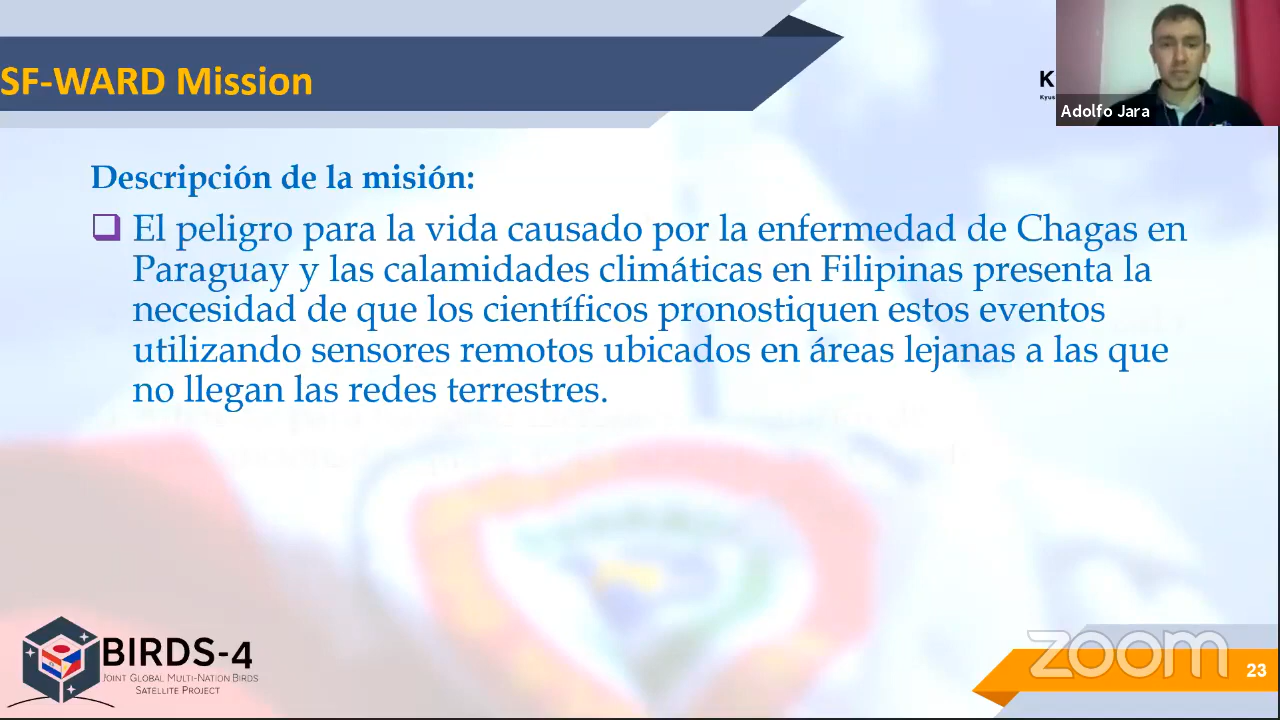 SF-WARD Mission
K
Kyus
Adolfo Jara
Descripción de la misión:
El peligro para la vida causado por la enfermedad de Chagas en
Paraguay y las calamidades climáticas en Filipinas presenta la
necesidad de que los científicos pronostiquen estos eventos
utilizando sensores remotos ubicados en áreas lejanas a las que
no llegan las redes terrestres.
BIRDS-4
JOINT GLOBAL MULTI-NATION BIRDS
SATELLITE PROJECT
zoom
23